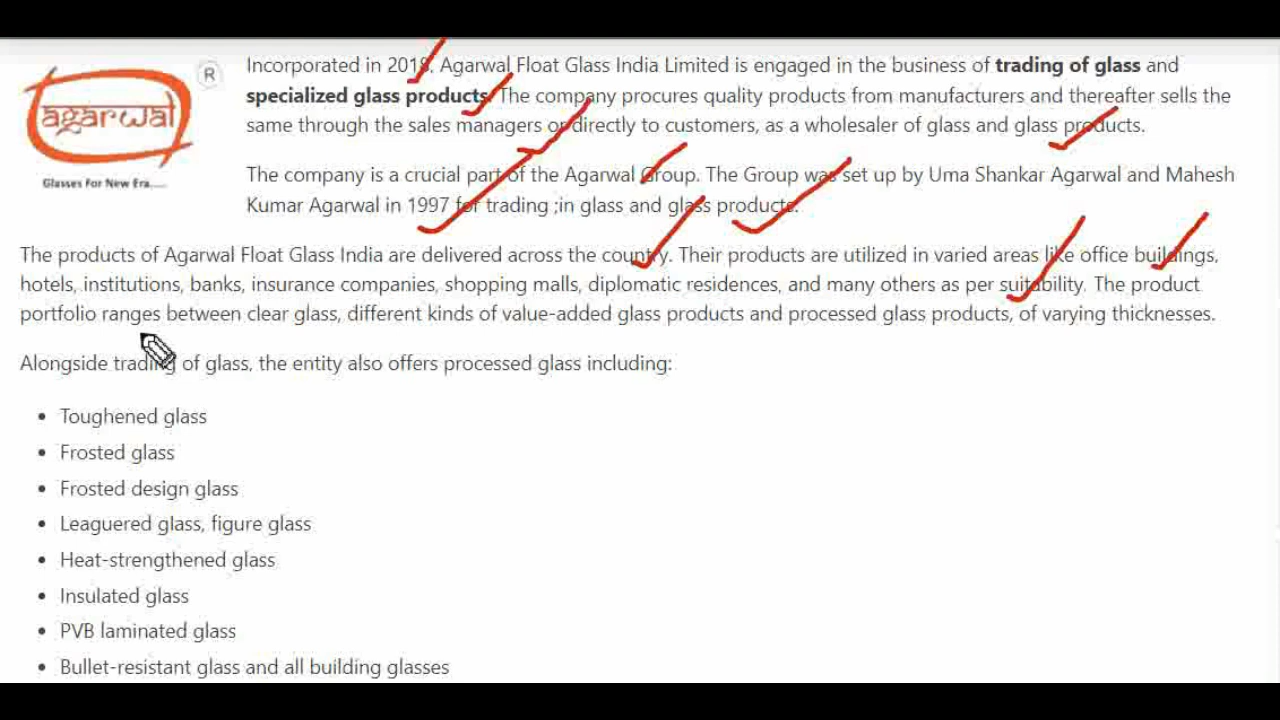 agarwal
R
Glasses For New Era.....
Incorporated in 2018, Agarwal Float Glass India Limited is engaged in the business of trading of glass and
specialized glass products. The company procures quality products from manufacturers and thereafter sells the
same through the sales managers or directly to customers, as a wholesaler of glass and glass products.
The company is a crucial part of the Agarwal Group. The Group was set up by Uma Shankar Agarwal and Mahesh
Kumar Agarwal in 1997 for trading ;in glass and glass products.
The products of Agarwal Float Glass India are delivered across the country. Their products are utilized in varied areas like office buildings,
hotels, institutions, banks, insurance companies, shopping malls, diplomatic residences, and many others as per suitability. The product
portfolio ranges between clear glass, different kinds of value-added glass products and processed glass products, of varying thicknesses.
Alongside trading of glass, the entity also offers processed glass including:
• Toughened glass
• Frosted glass
• Frosted design glass
• Leaguered glass, figure glass
• Heat-strengthened glass
• Insulated glass
• PVB laminated glass
• Bullet-resistant glass and all building glasses